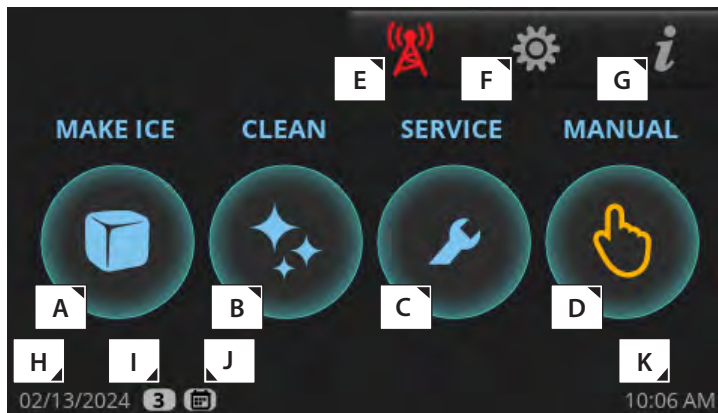 E F G
MAKE ICE CLEAN SERVICE MANUAL
A B C D
H I J K
02/13/2024 3 10:06 AM